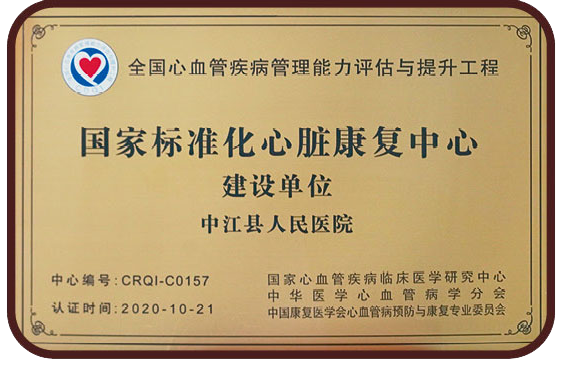 全国心血管疾病管理能力评估与提升工程
国家标准化心脏康复中心
建设单位
中江县人民医院
中心编号:CRQI-C0157
认证时间:2020-10-21
国家心血管疾病临床医学研究中心
中华医学心血管病学分会
中国康复医学会心血管病预防与康复专业委员会